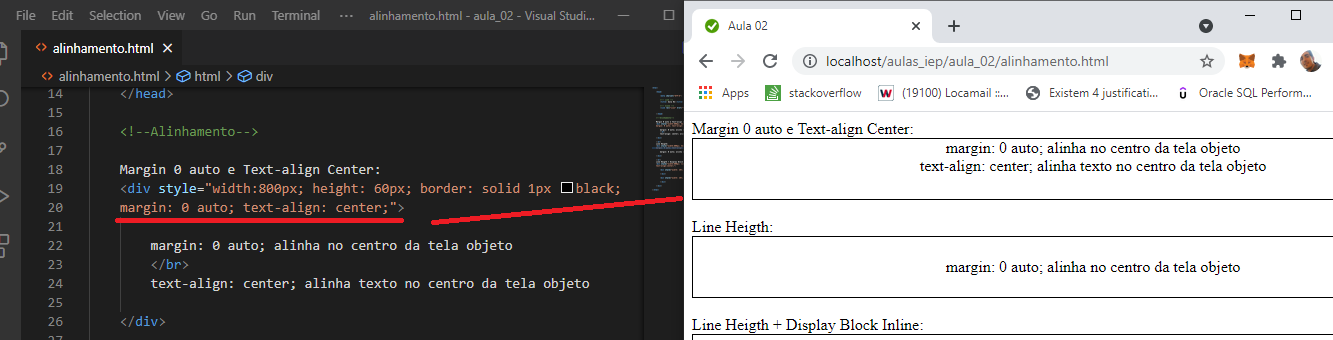 File Edit View Go Run Terminal ··· alinhamento.html - aula_02 - Visual Studi...
alinhamento.html
alinhamento.html > html > div
14 </head>
15
16 <!--Alinhamento-->
17
18 Margin 0 auto e Text-align Center:
19 <div style="width:800px; height: 60px; border: solid 1px black;
20 margin: 0 auto; text-align: center;">
21
22 margin: 0 auto; alinha no centro da tela objeto
23 </br>
24 text-align: center; alinha texto no centro da tela objeto
25
26 </div>
27
Aula 02
localhost/aulas_iep/aula_02/alinhamento.html
Apps stackoverflow (19100) Locamail ::... Existem 4 justificati... Oracle SQL Perform...
Margin 0 auto e Text-align Center:
margin: 0 auto; alinha no centro da tela objeto
text-align: center; alinha texto no centro da tela objeto
Line Heigth:
margin: 0 auto; alinha no centro da tela objeto
Line Heigth + Display Block Inline: